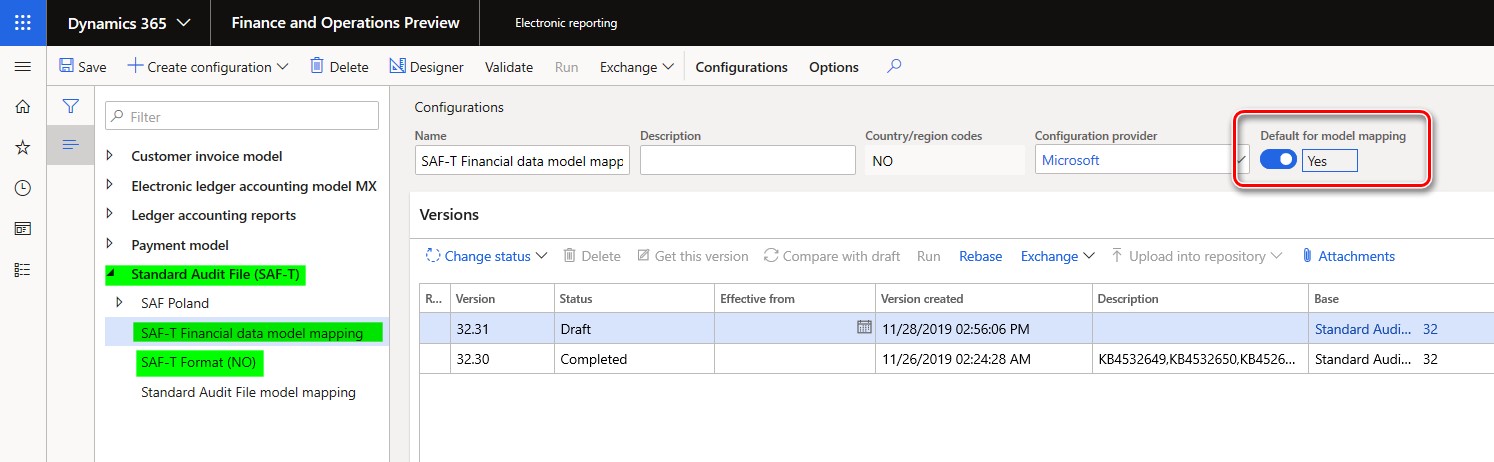 Dynamics 365 Finance and Operations Preview Electronic reporting
Save Create configuration Delete Designer Validate Run Exchange Configurations Options
Filter
Customer invoice model
Electronic ledger accounting model MX
Ledger accounting reports
Payment model
Standard Audit File (SAF-T)
SAF Poland
SAF-T Financial data model mapping
SAF-T Format (NO)
Standard Audit File model mapping
Configurations
Name Description Country/region codes Configuration provider Default for model mapping
SAF-T Financial data model mapp NO Microsoft Yes
Versions
Change status Delete Get this version Compare with draft Run Rebase Exchange Upload into repository Attachments
R... Version Status Effective from Version created Description Base
32.31 Draft 11/28/2019 02:56:06 PM Standard Audi... 32
32.30 Completed 11/26/2019 02:24:28 AM KB4532649,KB4532650,KB4526... Standard Audi... 32